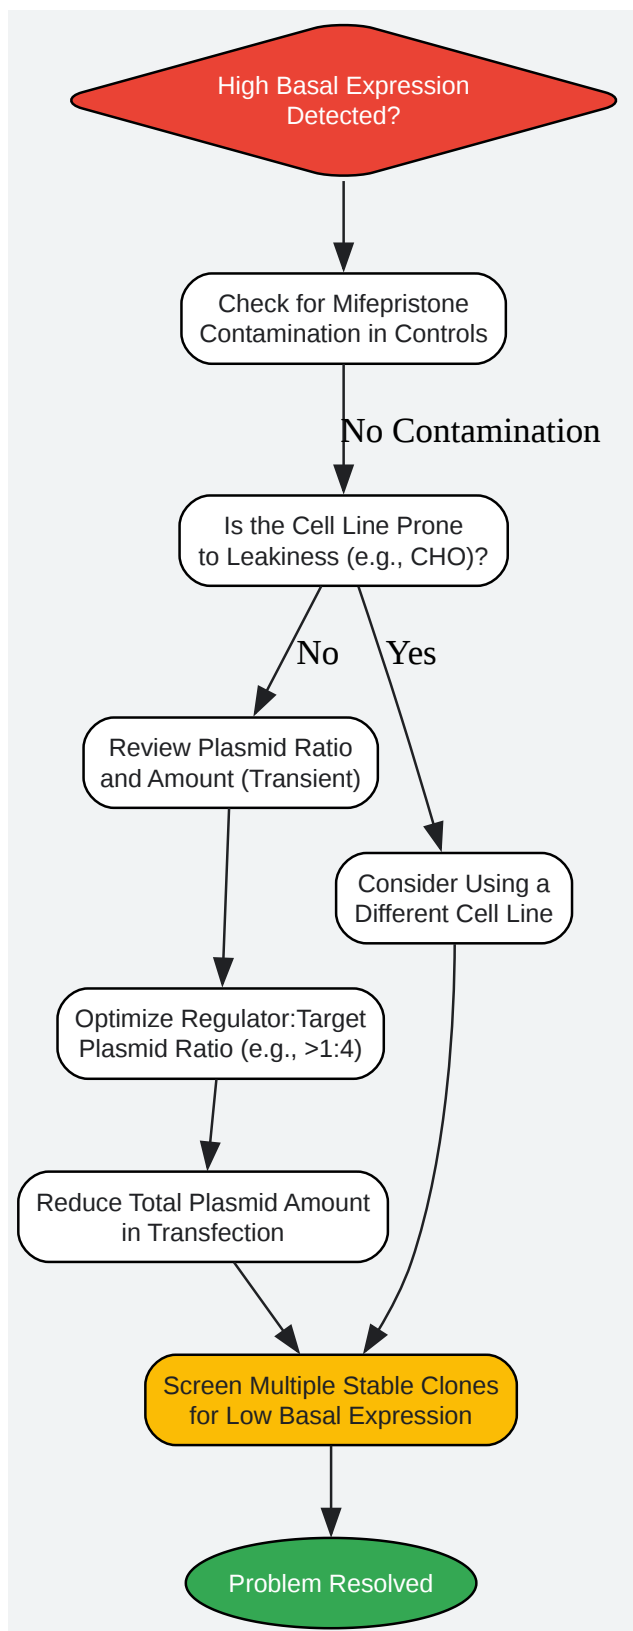 High Basal Expression
Detected?
Check for Mifepristone
Contamination in Controls
No Contamination
Is the Cell Line Prone
to Leakiness (e.g., CHO)?
No
Yes
Review Plasmid Ratio
and Amount (Transient)
Consider Using a
Different Cell Line
Optimize Regulator:Target
Plasmid Ratio (e.g., >1:4)
Reduce Total Plasmid Amount
in Transfection
Screen Multiple Stable Clones
for Low Basal Expression
Problem Resolved